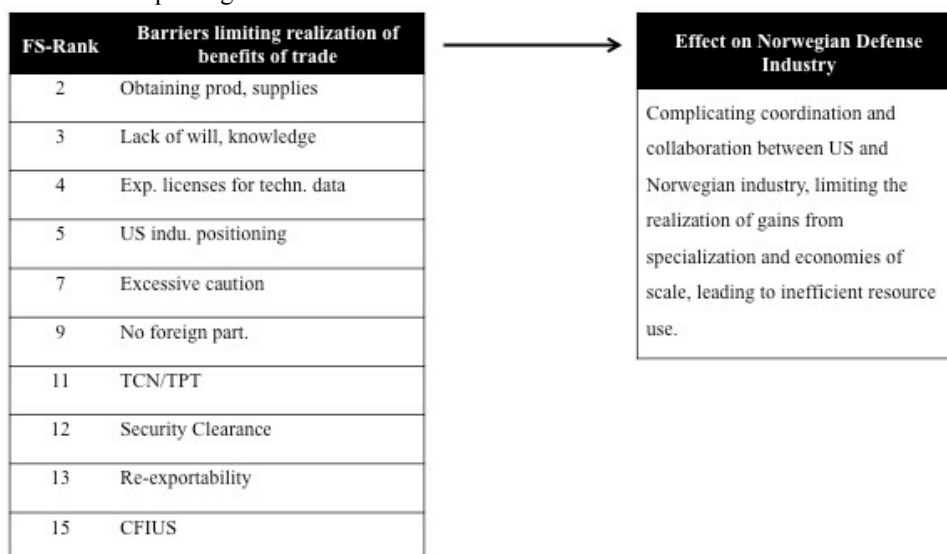 FS-Rank
Barriers limiting realization of
benefits of trade
2 Obtaining prod, supplies
3 Lack of will, knowledge
4 Exp. licenses for techn. data
5 US indu. positioning
7 Excessive caution
9 No foreign part.
11 TCN/TPT
12 Security Clearance
13 Re-exportability
15 CFIUS
Effect on Norwegian Defense
Industry
Complicating coordination and
collaboration between US and
Norwegian industry, limiting the
realization of gains from
specialization and economies of
scale, leading to inefficient resource
use.